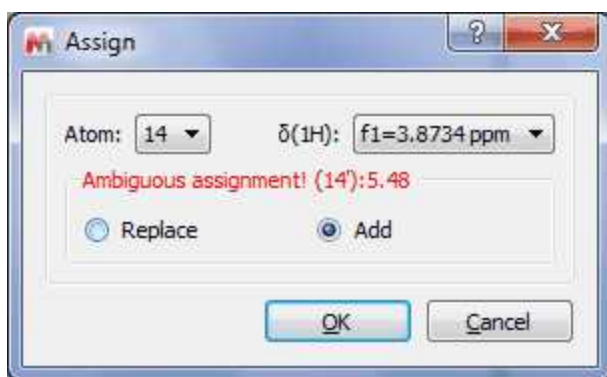 Assign
Atom: 14 δ(1H): f1=3.8734 ppm
Ambiguous assignment! (14'):5.48
Replace Add
OK Cancel